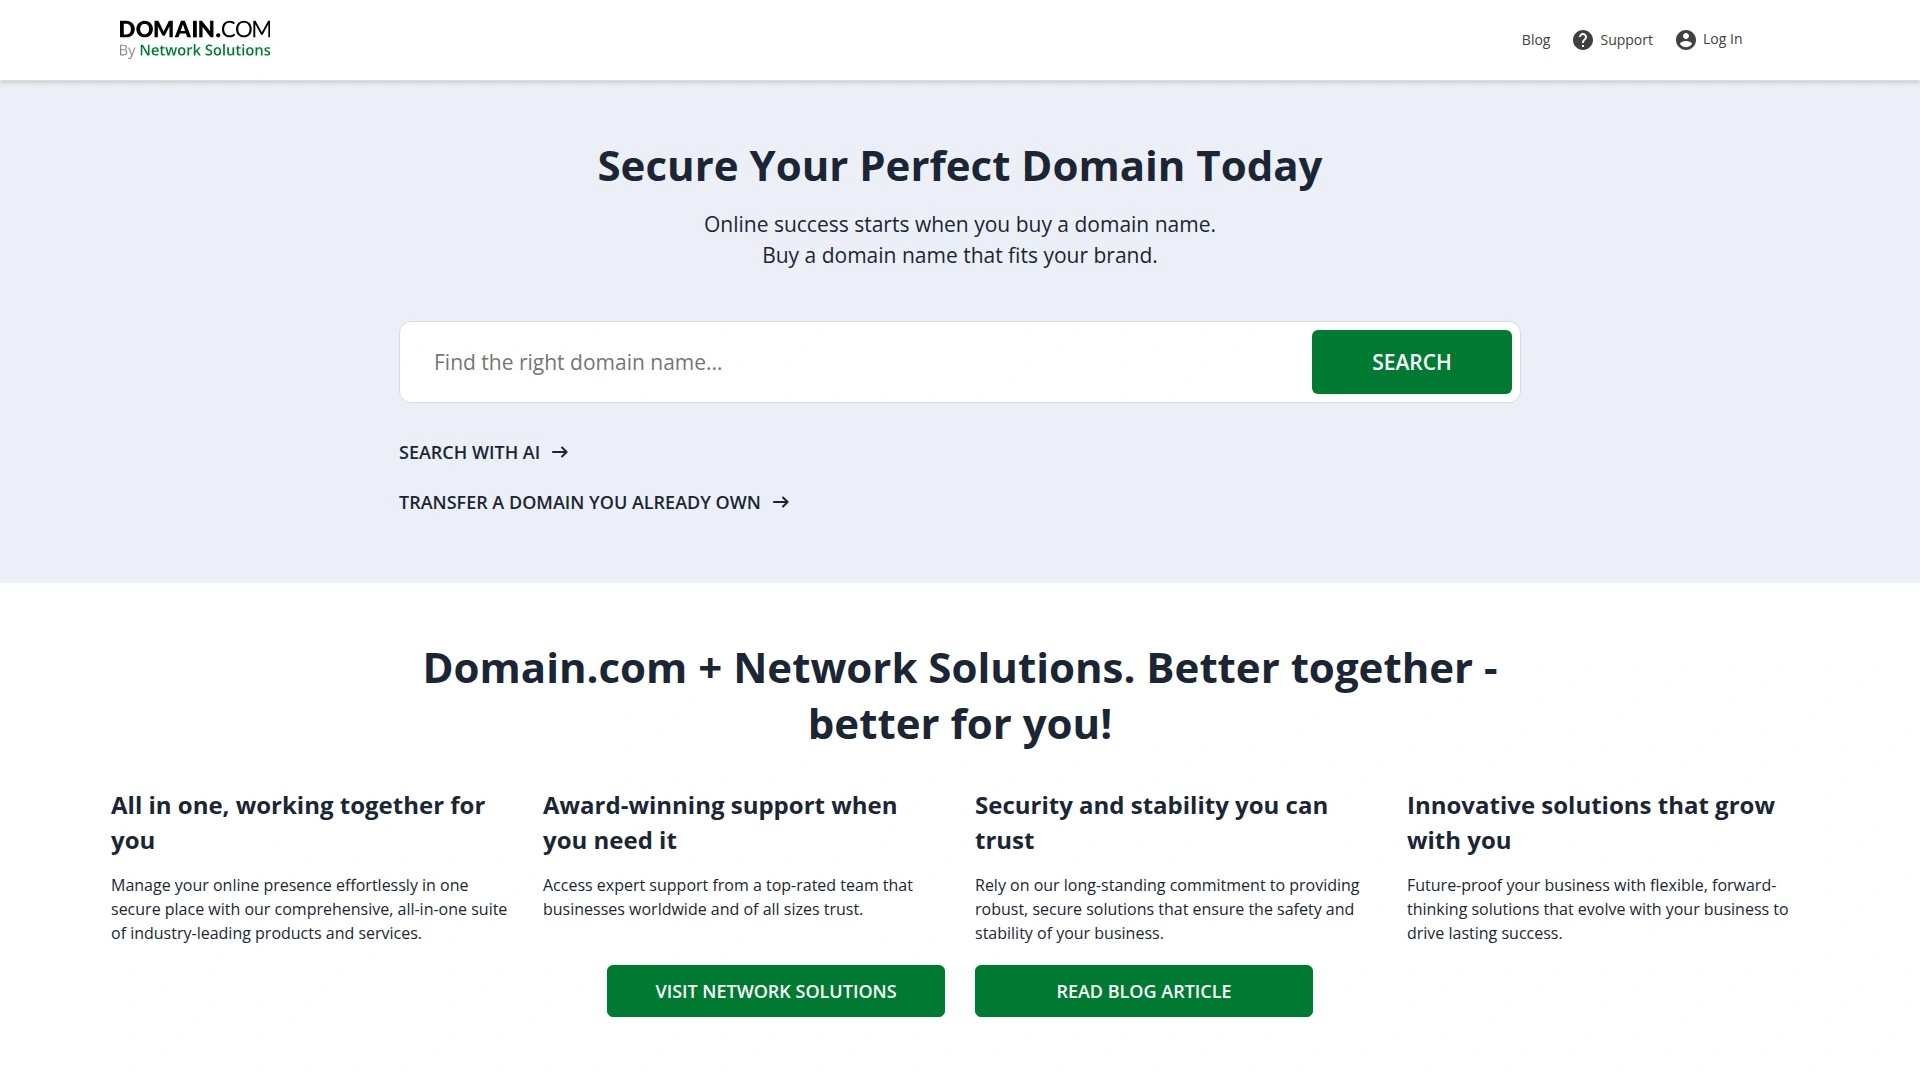 DOMAIN.COM
By Network Solutions
Blog
Support
Log In
Secure Your Perfect Domain Today
Online success starts when you buy a domain name.
Buy a domain name that fits your brand.
Find the right domain name...
SEARCH
SEARCH WITH AI
TRANSFER A DOMAIN YOU ALREADY OWN
Domain.com + Network Solutions. Better together -
better for you!
All in one, working together for
you
Manage your online presence effortlessly in one
secure place with our comprehensive, all-in-one suite
of industry-leading products and services.
Award-winning support when
you need it
Access expert support from a top-rated team that
businesses worldwide and of all sizes trust.
Security and stability you can
trust
Rely on our long-standing commitment to providing
robust, secure solutions that ensure the safety and
stability of your business.
Innovative solutions that grow
with you
Future-proof your business with flexible, forward-
thinking solutions that evolve with your business to
drive lasting success.
VISIT NETWORK SOLUTIONS
READ BLOG ARTICLE